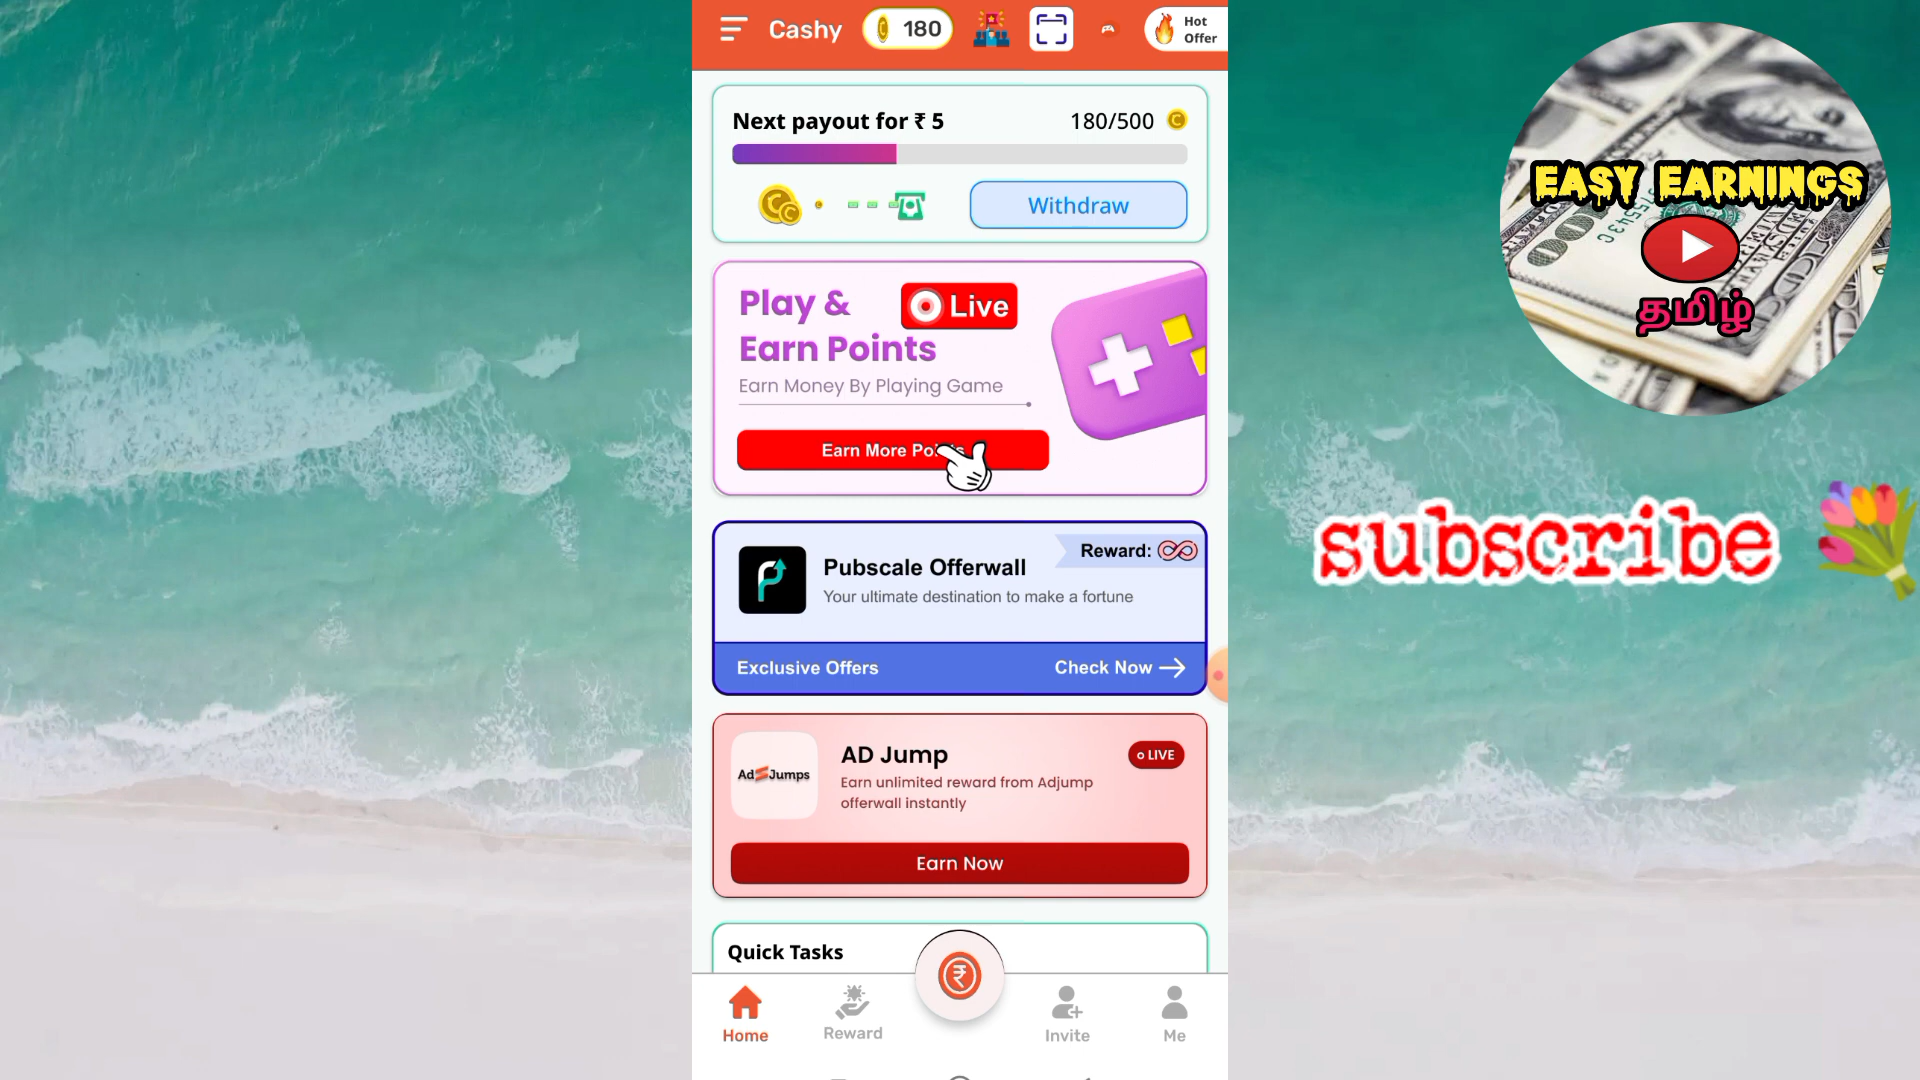 Cashy
180
Hot
Offer
Next payout for ₹ 5
180/500
Withdraw
Play &
Live
Earn Points
Earn Money By Playing Game
Earn More Points
Pubscale Offerwall
Reward:
Your ultimate destination to make a fortune
Exclusive Offers
Check Now
AdJumps
AD Jump
LIVE
Earn unlimited reward from Adjump
offerwall instantly
Earn Now
Quick Tasks
Home
Reward
Invite
Me
EASY EARNINGS
தமிழ்
subscribe